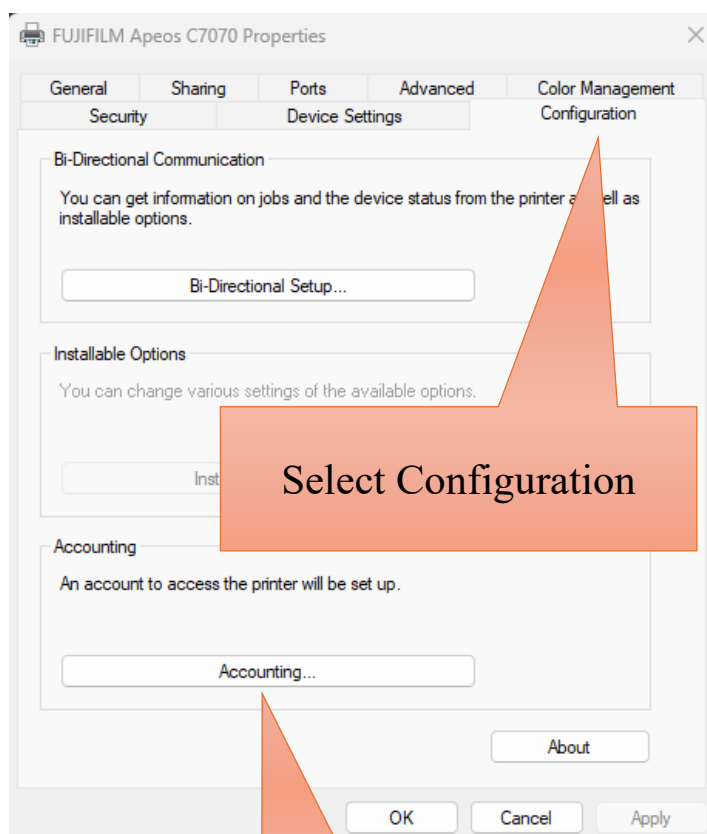 FUJIFILM Apeos C7070 Properties
General Sharing Ports Advanced Color Management
Security Device Settings Configuration
Bi-Directional Communication
You can get information on jobs and the device status from the printer as well as
installable options.
Bi-Directional Setup...
Installable Options
You can change various settings of the available options.
Select Configuration
Accounting
An account to access the printer will be set up.
Accounting...
About
OK Cancel Apply